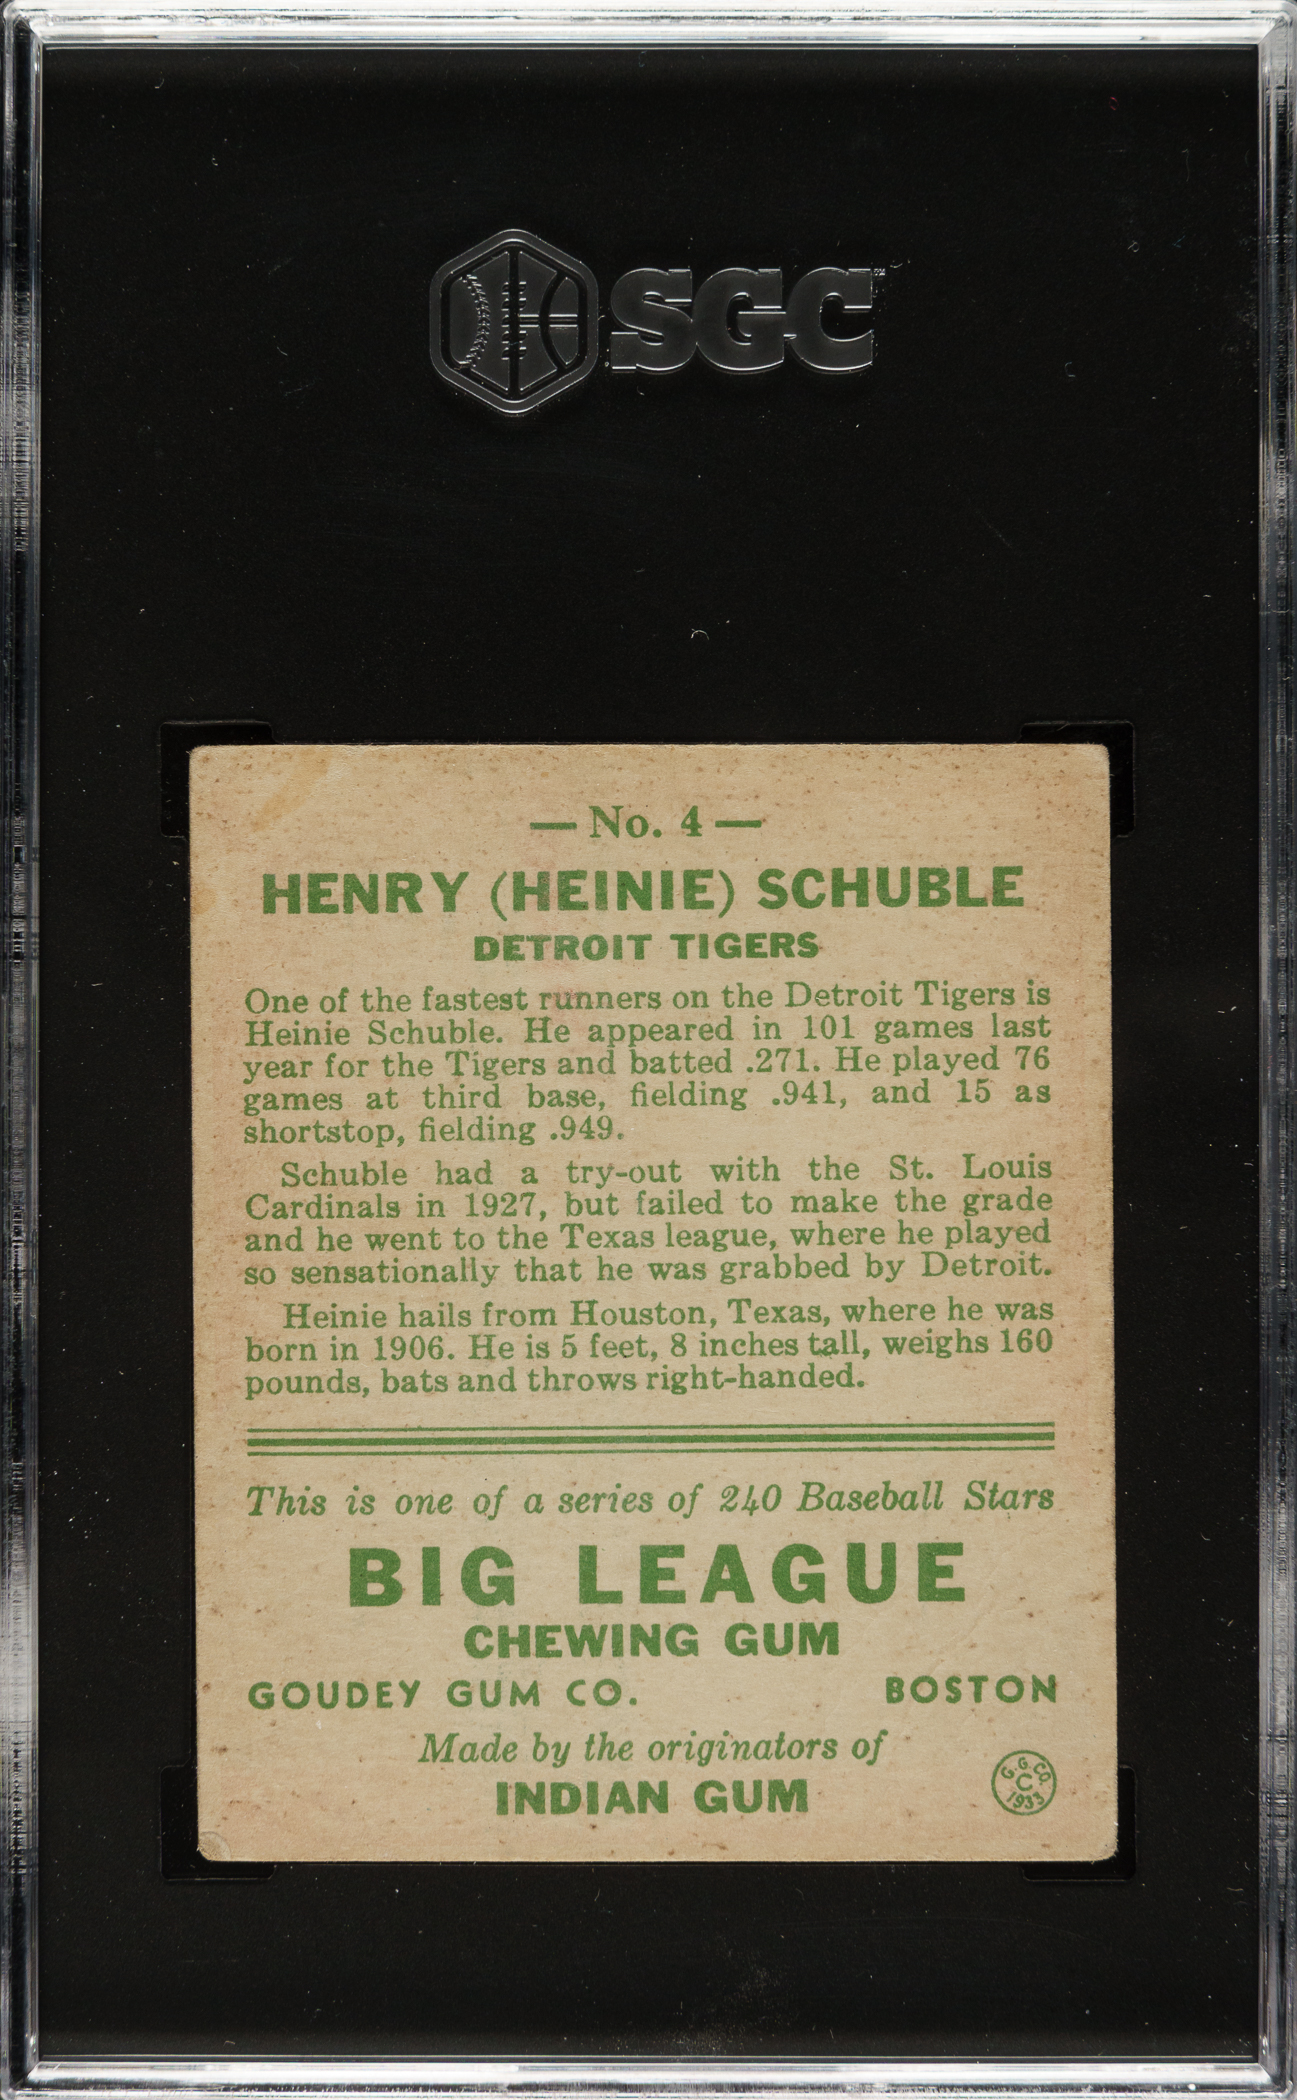 SGC
— No. 4 —
HENRY (HEINIE) SCHUBLE
DETROIT TIGERS
One of the fastest runners on the Detroit Tigers is
Heinie Schuble. He appeared in 101 games last
year for the Tigers and batted .271. He played 76
games at third base, fielding .941, and 15 as
shortstop, fielding .949.
Schuble had a try-out with the St. Louis
Cardinals in 1927, but failed to make the grade
and he went to the Texas league, where he played
so sensationally that he was grabbed by Detroit.
Heinie hails from Houston, Texas, where he was
born in 1906. He is 5 feet, 8 inches tall, weighs 160
pounds, bats and throws right-handed.
This is one of a series of 240 Baseball Stars
BIG LEAGUE
CHEWING GUM
GOUDEY GUM CO. BOSTON
Made by the originators of
INDIAN GUM
G.G.CO.
C
1933